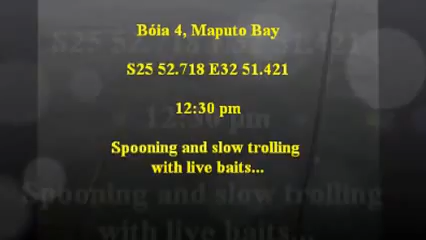 Bóia 4, Maputo Bay
S25 52.718 E32 51.421
12:30 pm
Spooning and slow trolling
with live baits...